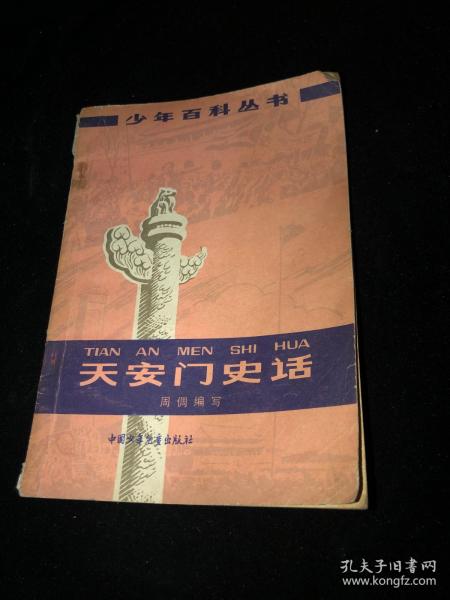 少年百科丛书
TIAN AN MEN SHI HUA
天安门史话
周倜编写
中国少年儿童出版社
孔夫子旧书网
www.kongfz.com